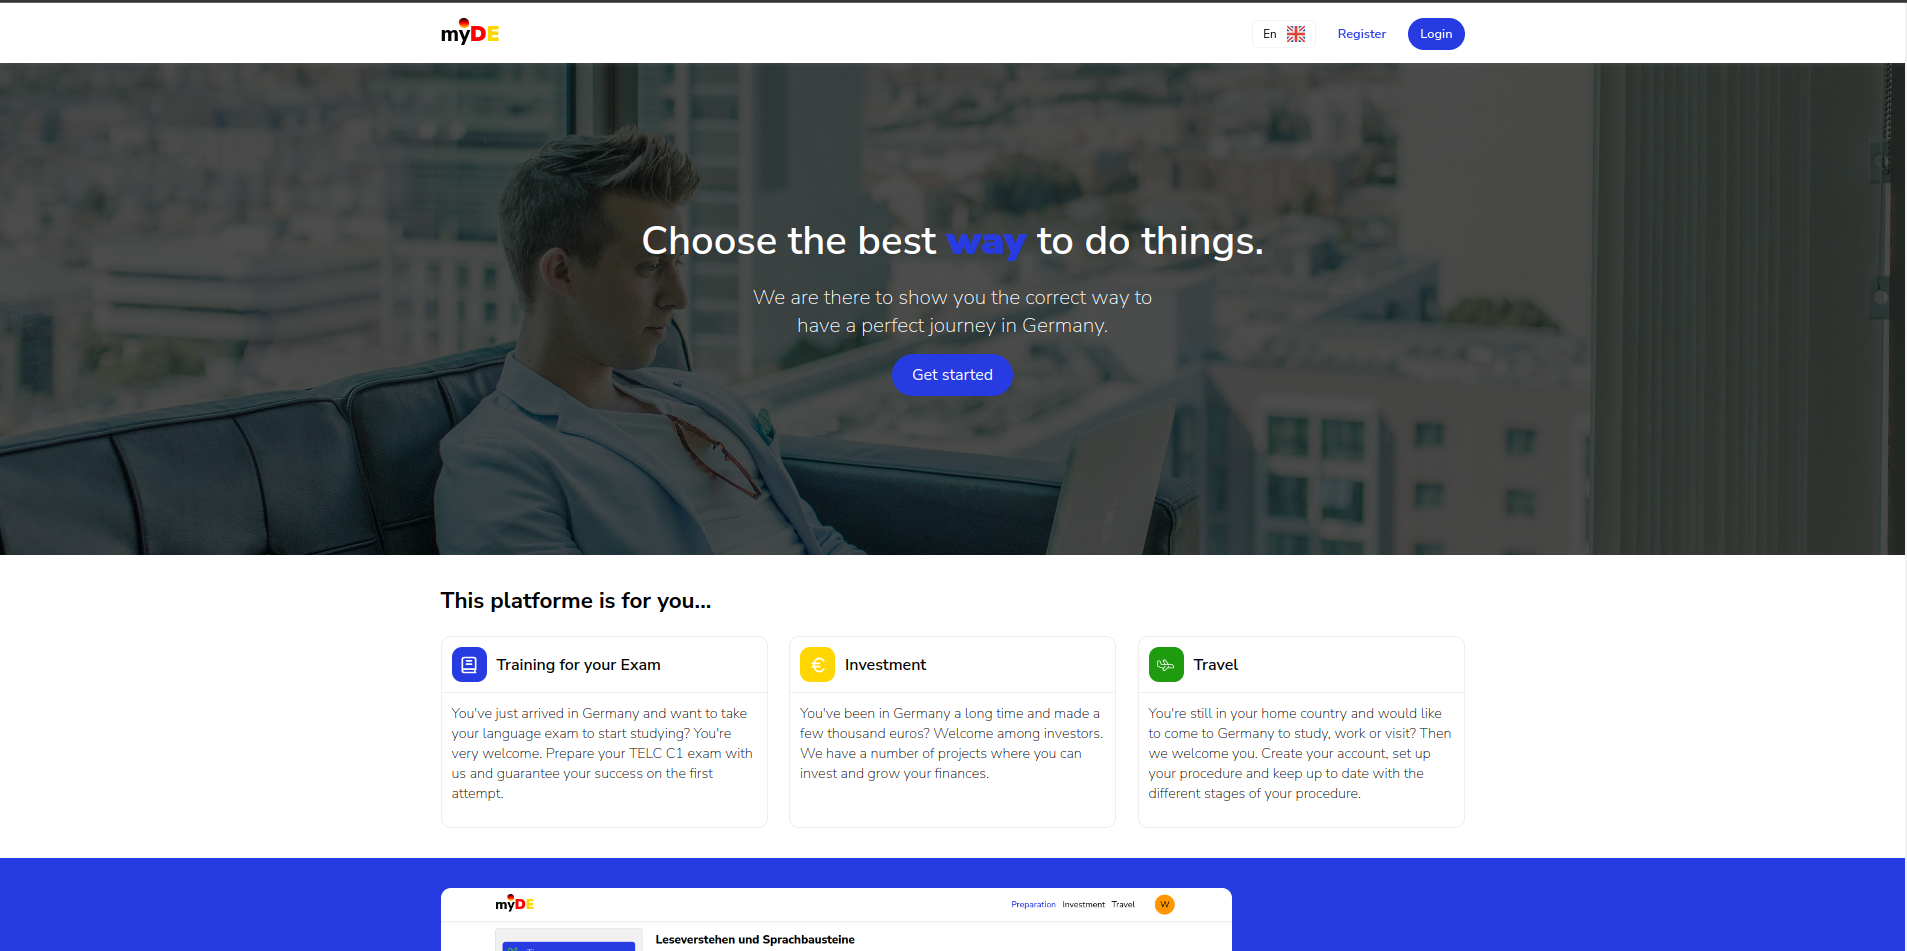 myDE
En
Register
Login
Choose the best way to do things.
We are there to show you the correct way to
have a perfect journey in Germany.
Get started
This platforme is for you...
Training for your Exam
You've just arrived in Germany and want to take
your language exam to start studying? You're
very welcome. Prepare your TELC C1 exam with
us and guarantee your success on the first
attempt.
Investment
You've been in Germany a long time and made a
few thousand euros? Welcome among investors.
We have a number of projects where you can
invest and grow your finances.
Travel
You're still in your home country and would like
to come to Germany to study, work or visit? Then
we welcome you. Create your account, set up
your procedure and keep up to date with the
different stages of your procedure.
myDE
Preparation Investment Travel
W
Leseverstehen und Sprachbausteine